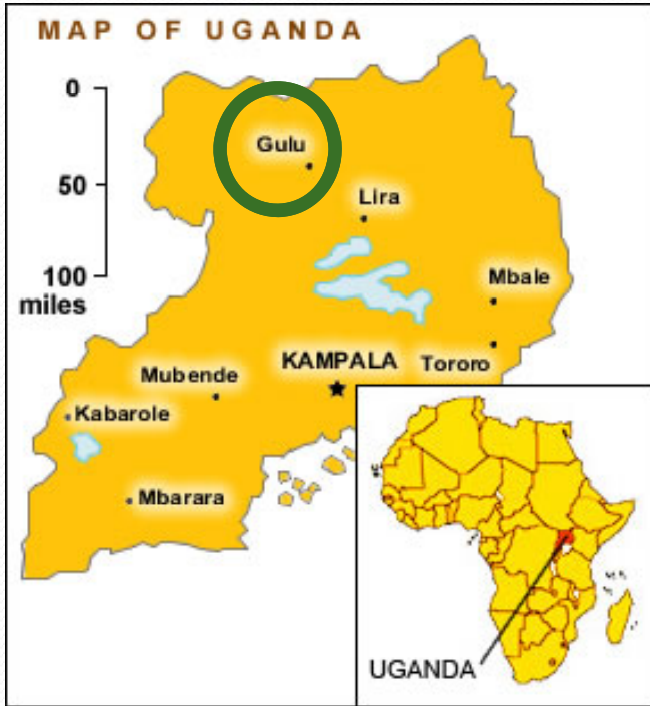 MAP OF UGANDA
0
Gulu
50
Lira
100
miles
Mbale
KAMPALA
Tororo
Mubende
Kabarole
Mbarara
UGANDA